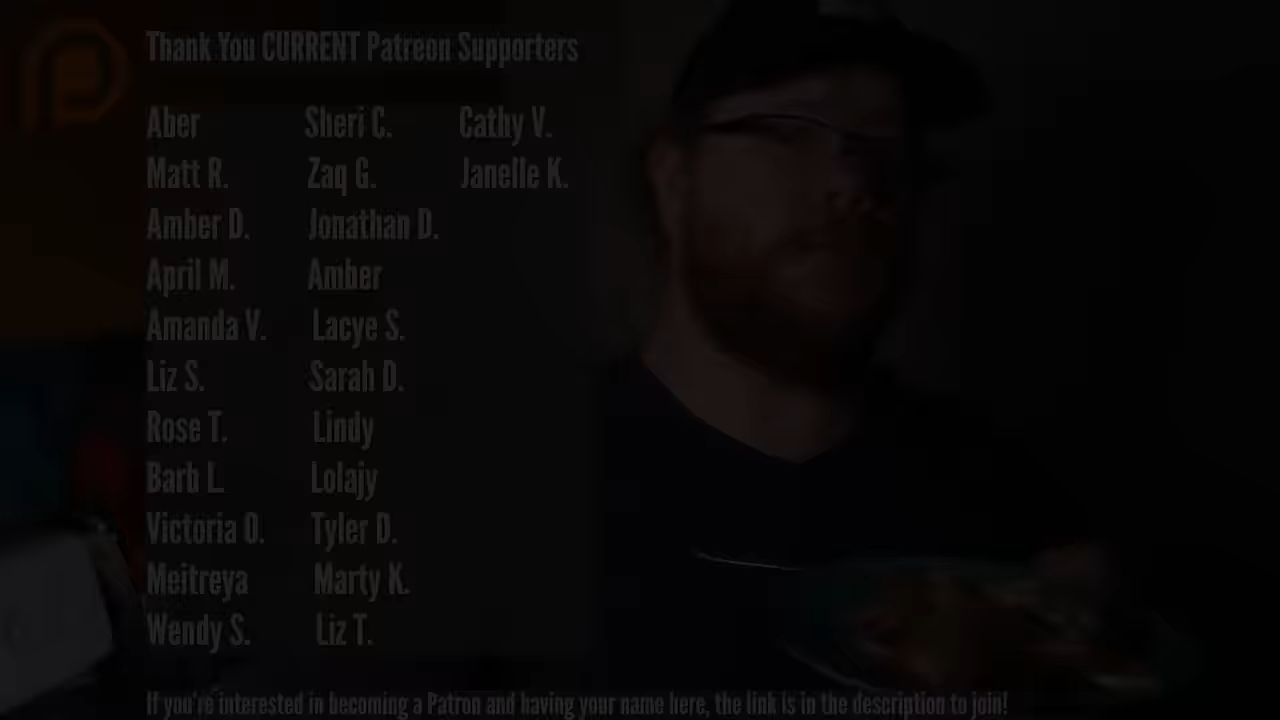 Thank You CURRENT Patreon Supporters
Aber Sheri C. Cathy V.
Matt R. Zaq G. Janelle K.
Amber D. Jonathan D.
April M. Amber
Amanda V. Lacye S.
Liz S. Sarah D.
Rose T. Lindy
Barb L. Lolajy
Victoria O. Tyler D.
Meitreya Marty K.
Wendy S. Liz T.
If you're interested in becoming a Patron and having your name here, the link is in the description to join!